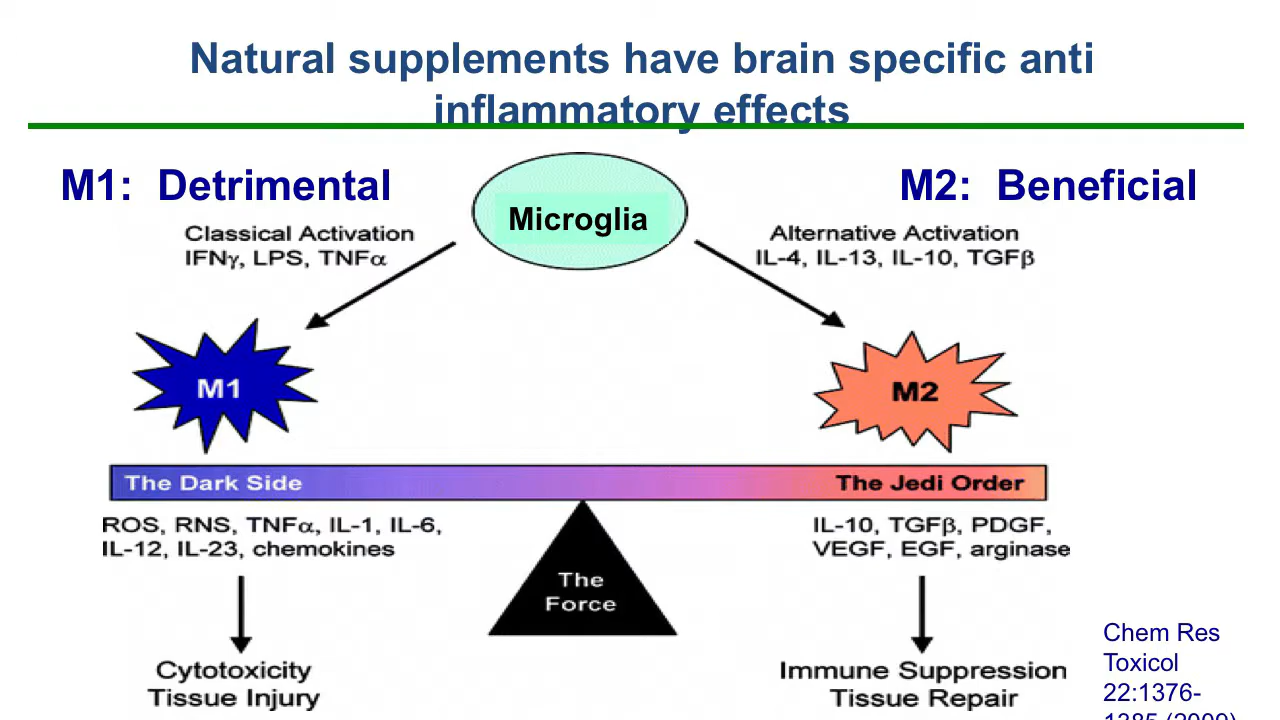 Natural supplements have brain specific anti
inflammatory effects
M1: Detrimental
M2: Beneficial
Microglia
Classical Activation
IFNγ, LPS, TNFα
Alternative Activation
IL-4, IL-13, IL-10, TGFβ
M1
M2
The Dark Side
The Jedi Order
ROS, RNS, TNFα, IL-1, IL-6,
IL-12, IL-23, chemokines
IL-10, TGFβ, PDGF,
VEGF, EGF, arginase
The
Force
Cytotoxicity
Tissue Injury
Immune Suppression
Tissue Repair
Chem Res
Toxicol
22:1376-
1385 (2009)